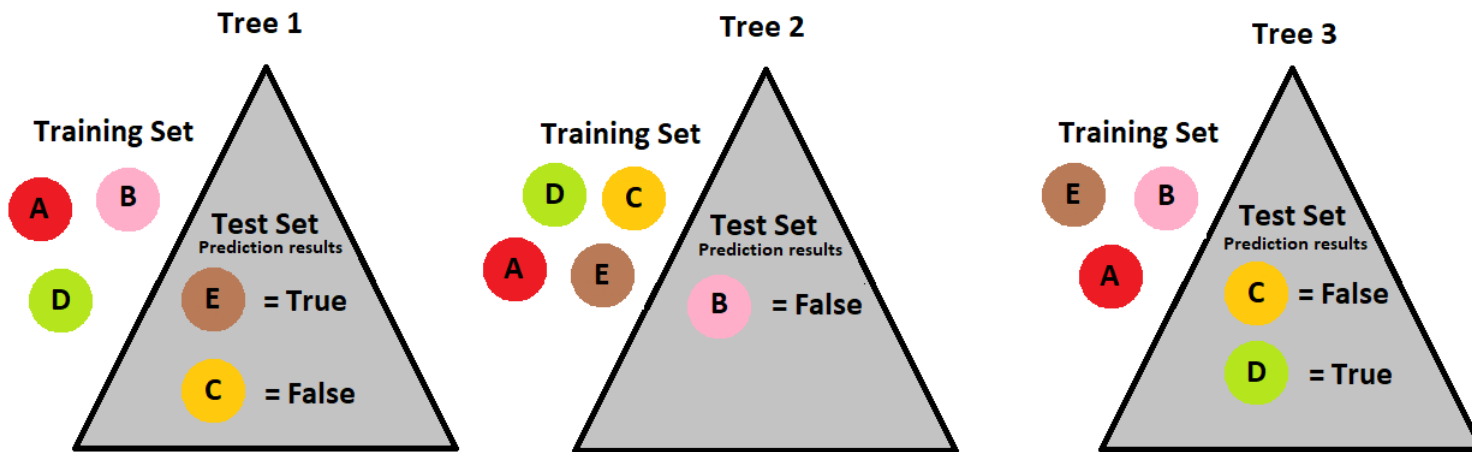 Tree 1
Training Set
A
B
D
Test Set
Prediction results
E = True
C = False
Tree 2
Training Set
D
C
A
E
Test Set
Prediction results
B = False
Tree 3
Training Set
E
B
A
Test Set
Prediction results
C = False
D = True